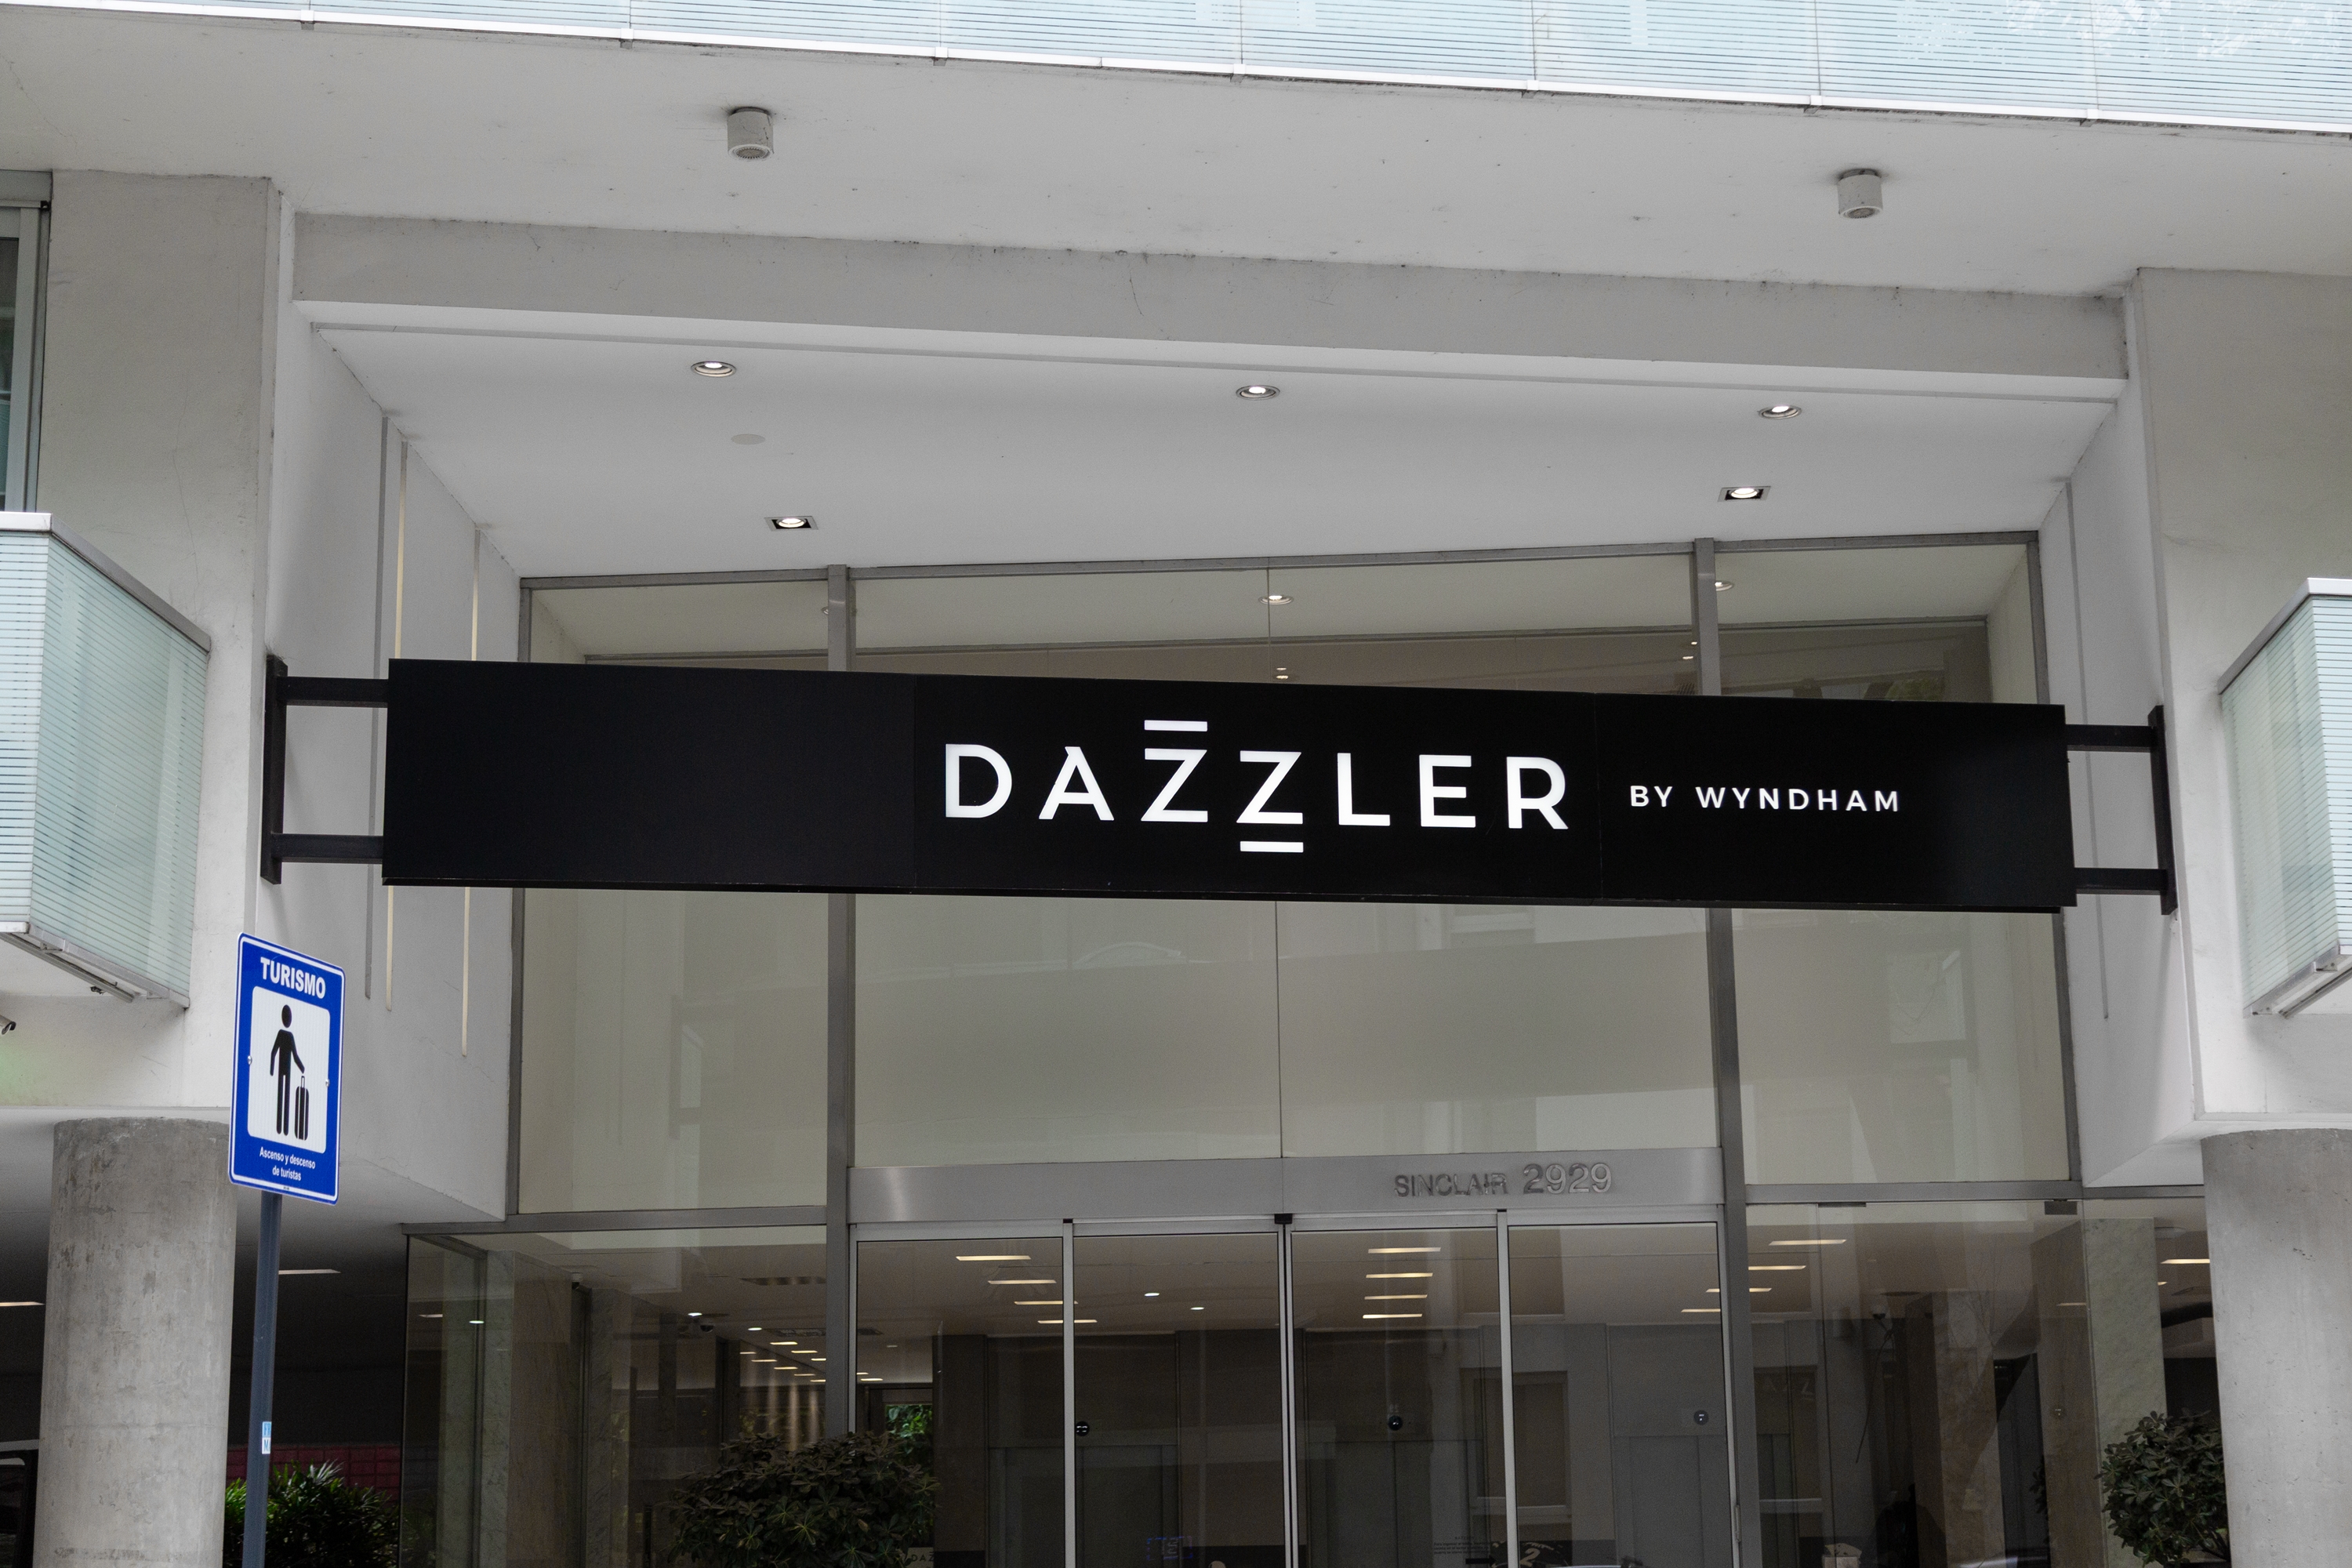 DAZZLER BY WYNDHAM
TURISMO
Ascenso y descenso
de turistas
SINCLAIR 2929